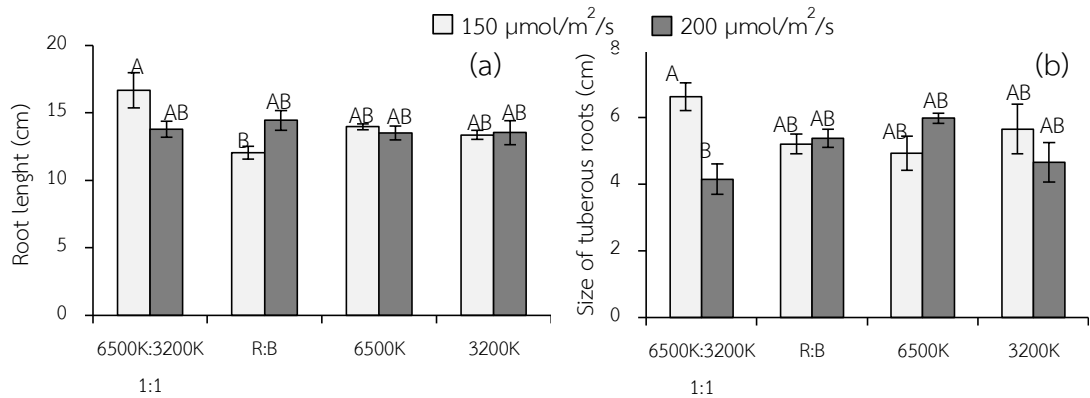 150 µmol/m²/s 200 µmol/m²/s
(a)
Root lenght (cm)
20
15
10
5
0
A AB B AB AB AB AB AB
6500K:3200K R:B 6500K 3200K
1:1
(b)
Size of tuberous roots (cm)
8
6
4
2
0
A B AB AB AB AB AB AB
6500K:3200K R:B 6500K 3200K
1:1